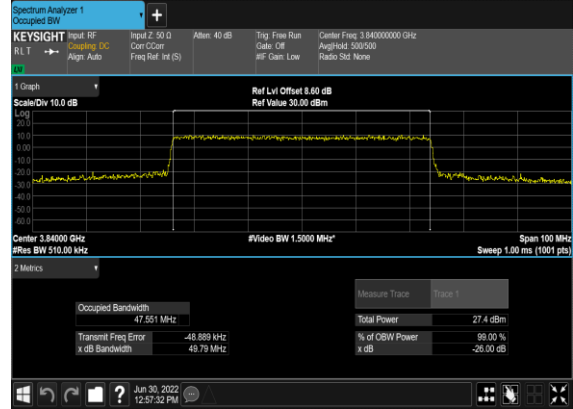 Spectrum Analyzer 1
Occupied BW
+
KEYSIGHT Input: RF Input Z: 50 Ω Atten: 40 dB Trig: Free Run Center Freq: 3.840000000 GHz
RLT Coupling: DC Corr CCorr Gate: Off Avg|Hold: 500/500
Align: Auto Freq Ref: Int (S) #IF Gain: Low Radio Std: None
1 Graph
Ref Lvl Offset 8.60 dB
Scale/Div 10.0 dB Ref Value 30.00 dBm
Log
20.0
10.0
0.00
-10.0
-20.0
-30.0
-40.0
-50.0
-60.0
Center 3.84000 GHz #Video BW 1.5000 MHz* Span 100 MHz
#Res BW 510.00 kHz Sweep 1.00 ms (1001 pts)
2 Metrics
Measure Trace Trace 1
Occupied Bandwidth
47.551 MHz Total Power 27.4 dBm
Transmit Freq Error -48.889 kHz % of OBW Power 99.00 %
x dB Bandwidth 49.79 MHz x dB -26.00 dB
? Jun 30, 2022
12:57:32 PM